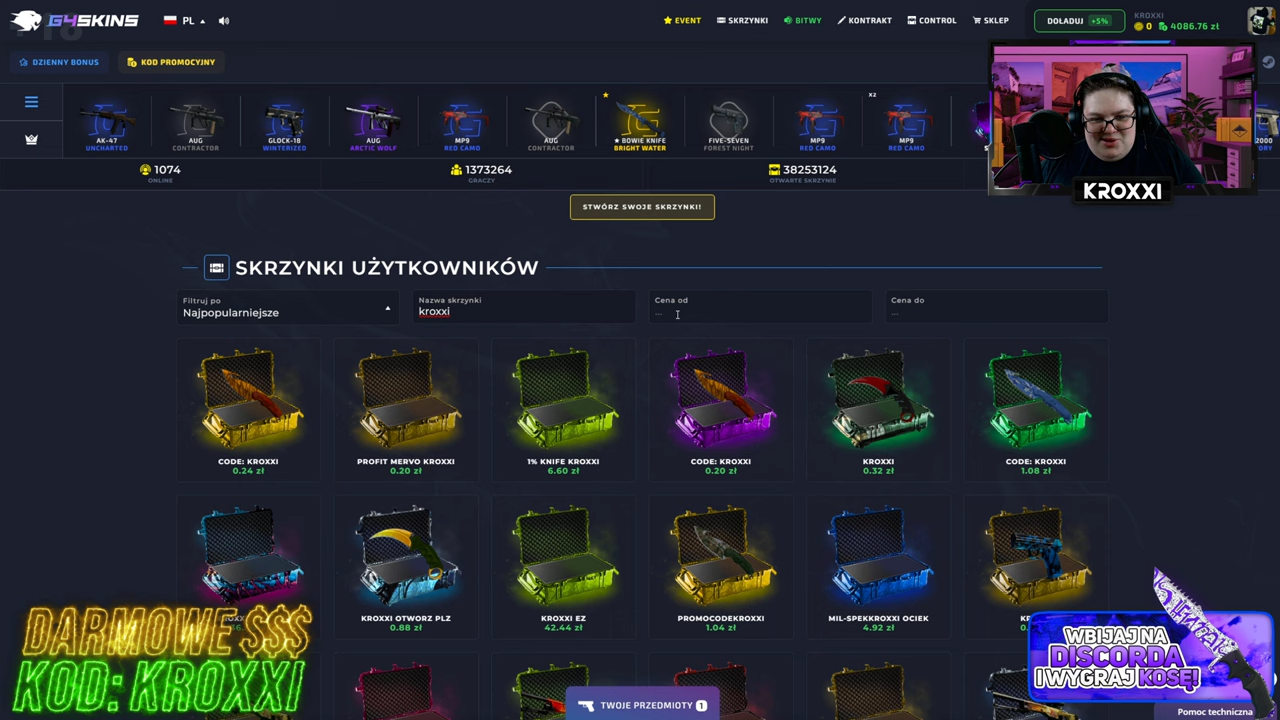 G4SKINS
PL
EVENT
SKRZYNKI
BITWY
KONTRAKT
CONTROL
SKLEP
DOŁADUJ +5%
KROXXI
0 4086.76 zł
+18
DZIENNY BONUS
KOD PROMOCYJNY
AK-47
UNCHARTED
AUG
CONTRACTOR
GLOCK-18
WINTERIZED
AUG
ARCTIC WOLF
MP9
RED CAMO
AUG
CONTRACTOR
★ BOWIE KNIFE
BRIGHT WATER
FIVE-SEVEN
FOREST NIGHT
MP9
RED CAMO
X2
MP9
RED CAMO
1074
ONLINE
1373264
GRACZY
38253124
OTWARTE SKRZYNIE
KROXXI
STWÓRZ SWOJE SKRZYNKI!
SKRZYNKI UŻYTKOWNIKÓW
Filtruj po
Najpopularniejsze
Nazwa skrzynki
kroxxi
Cena od
...
Cena do
...
CODE: KROXXI
0.24 zł
PROFIT MERVO KROXXI
0.20 zł
1% KNIFE KROXXI
6.60 zł
CODE: KROXXI
0.20 zł
KROXXI
0.32 zł
CODE: KROXXI
1.08 zł
KROXXI OTWORZ PLZ
0.88 zł
KROXXI EZ
42.44 zł
PROMOCODEKROXXI
1.04 zł
MIL-SPEKKROXXI OCIEK
4.92 zł
DARMOWE $$$
KOD: KROXXI
WBIJAJ NA
DISCORDA
I WYGRAJ KOSĘ!
TWOJE PRZEDMIOTY 1
Pomoc techniczna